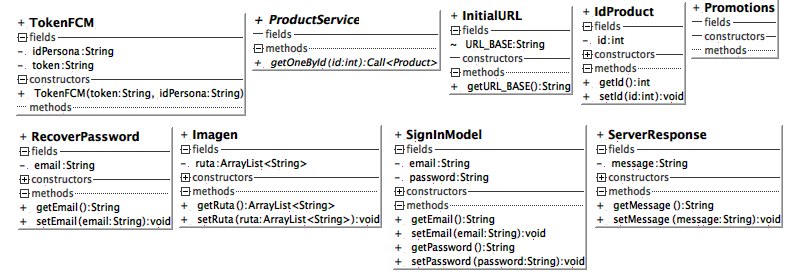 + TokenFCM
fields
- idPersona:String
- token:String
constructors
+ TokenFCM(token:String, idPersona:String)
methods
+ ProductService
fields
methods
+ getOneById (id:int):Call<Product>
+ InitialURL
fields
~ URL_BASE:String
constructors
methods
+ getURL_BASE():String
+ IdProduct
fields
- id:int
constructors
methods
+ getId():int
+ setId(id:int):void
+ Promotions
fields
constructors
methods
+ RecoverPassword
fields
- email:String
constructors
methods
+ getEmail():String
+ setEmail(email:String):void
+ Imagen
fields
- ruta:ArrayList<String>
constructors
methods
+ getRuta():ArrayList<String>
+ setRuta(ruta:ArrayList<String>):void
+ SignInModel
fields
- email:String
- password:String
constructors
methods
+ getEmail():String
+ setEmail(email:String):void
+ getPassword():String
+ setPassword(password:String):void
+ ServerResponse
fields
- message:String
constructors
methods
+ getMessage():String
+ setMessage(message:String):void